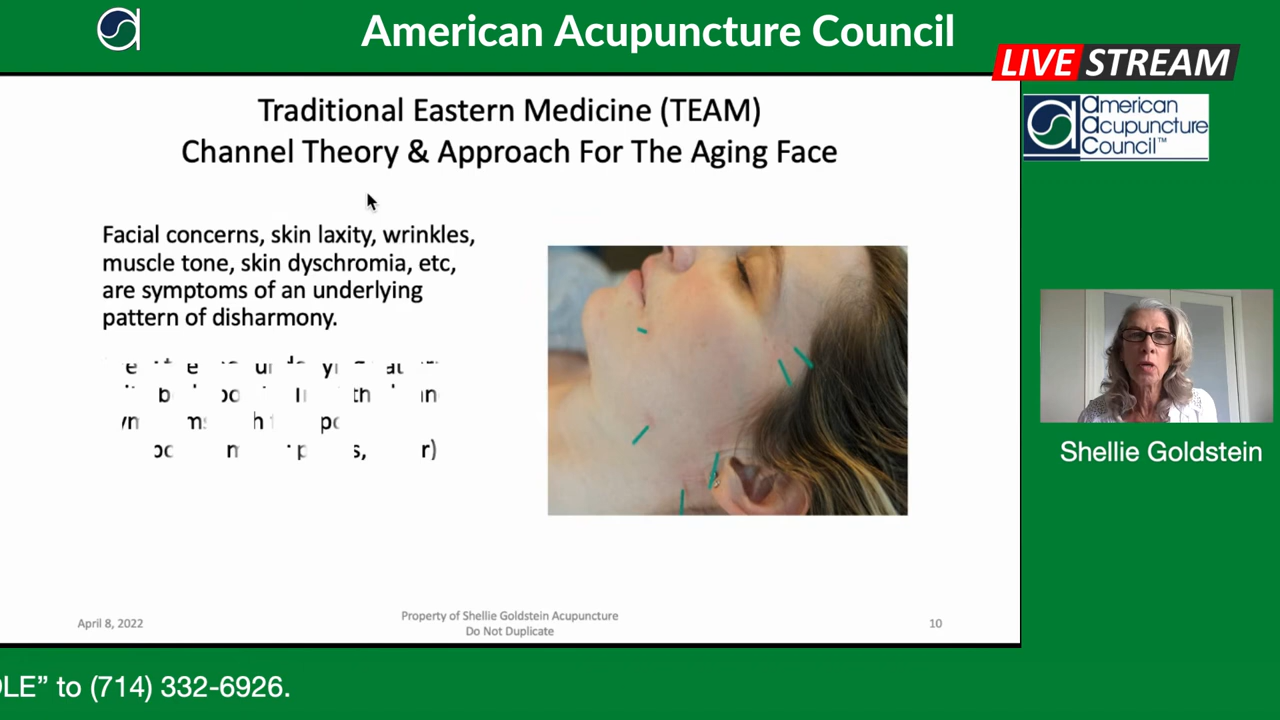 American Acupuncture Council
LIVE STREAM
american
acupuncture
council™
Traditional Eastern Medicine (TEAM)
Channel Theory & Approach For The Aging Face
Facial concerns, skin laxity, wrinkles,
muscle tone, skin dyschromia, etc,
are symptoms of an underlying
pattern of disharmony.
Shellie Goldstein
April 8, 2022
Property of Shellie Goldstein Acupuncture
Do Not Duplicate
10
to (714) 332-6926.